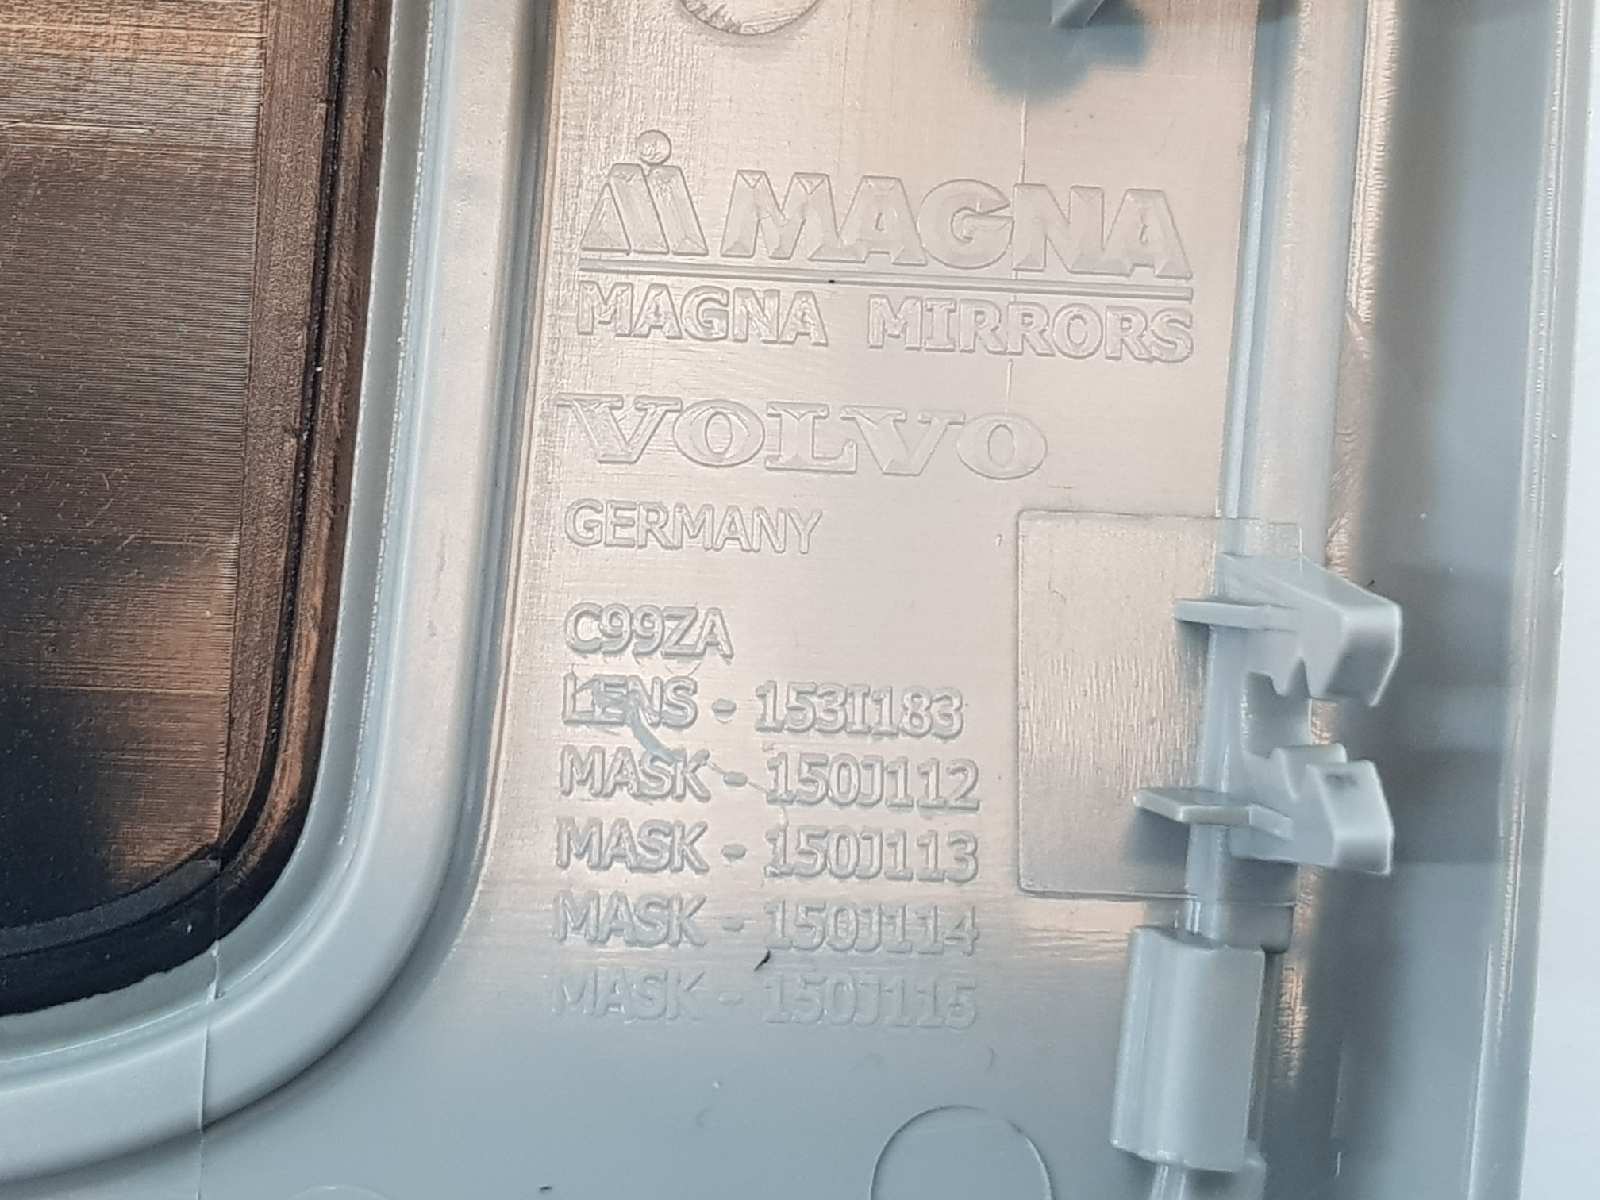 MAGNA
MAGNA MIRRORS
VOLVO
GERMANY
C99ZA
LENS - 153I183
MASK - 150J112
MASK - 150J113
MASK - 150J114
MASK - 150J115